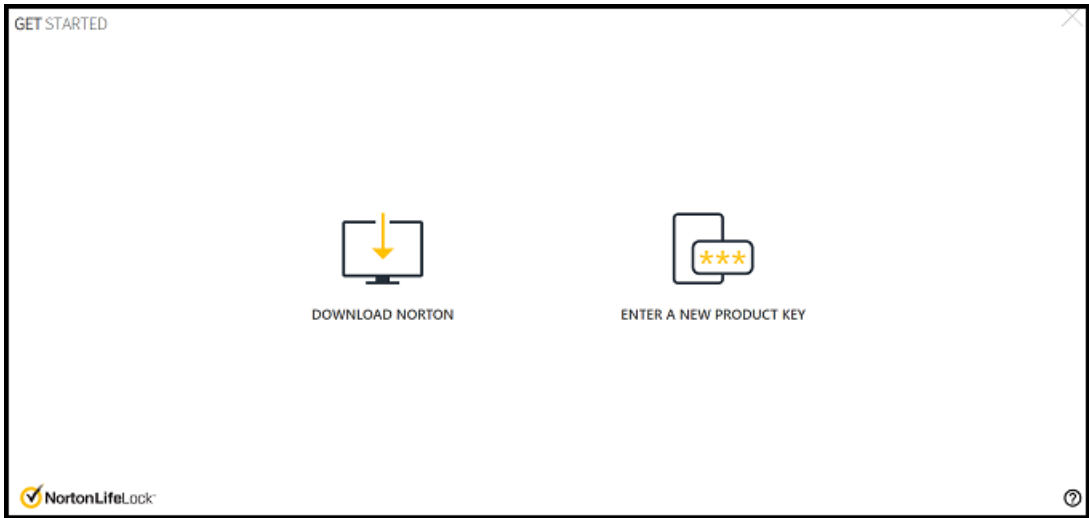 GET STARTED
***
DOWNLOAD NORTON
ENTER A NEW PRODUCT KEY
NortonLifeLock
?